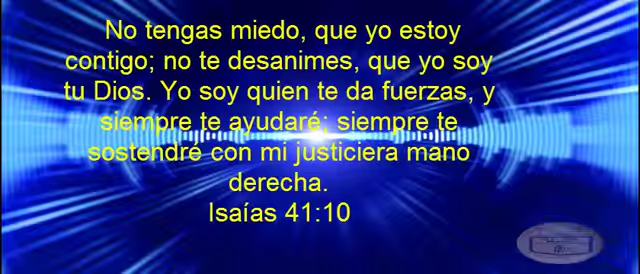 No tengas miedo, que yo estoy
contigo; no te desanimes, que yo soy
tu Dios. Yo soy quien te da fuerzas, y
siempre te ayudaré; siempre te
sostendré con mi justiciera mano
derecha.
Isaías 41:10